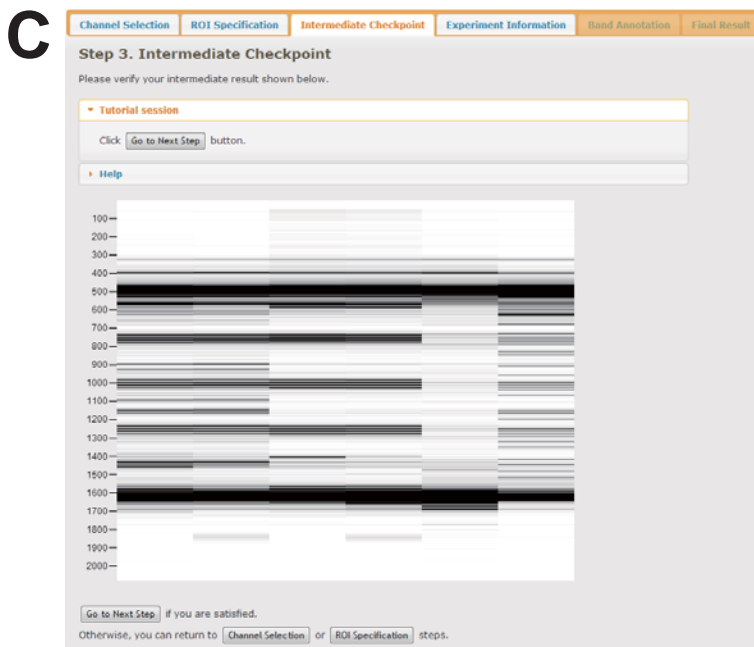 C
Channel Selection ROI Specification Intermediate Checkpoint Experiment Information Band Annotation Final Result
Step 3. Intermediate Checkpoint
Please verify your intermediate result shown below.
Tutorial session
Click Go to Next Step button.
Help
100
200
300
400
500
600
700
800
900
1000
1100
1200
1300
1400
1500
1600
1700
1800
1900
2000
Go to Next Step if you are satisfied.
Otherwise, you can return to Channel Selection or ROI Specification steps.